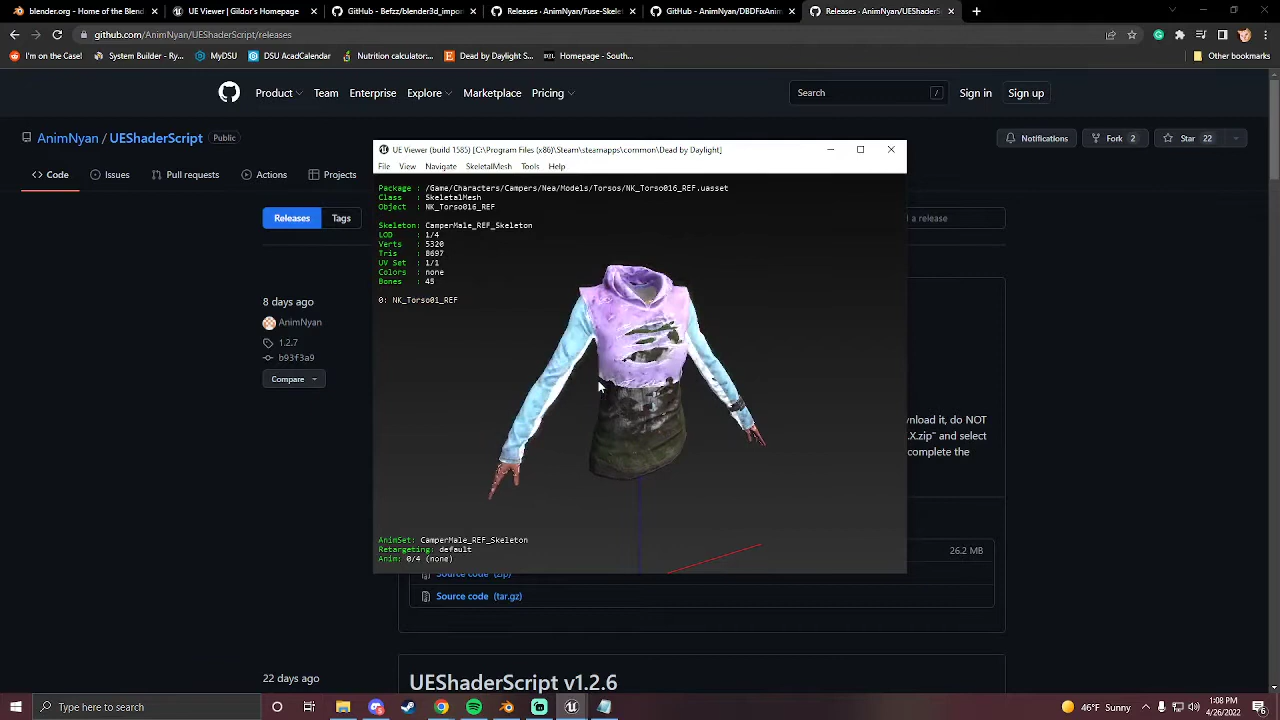 blender.org - Home of the Blend
UE Viewer | Gildor's Homepage
GitHub - Befzz/blender3d_import
Releases · AnimNyan/Fuse-Skele
GitHub - AnimNyan/DBDFixAnim
Releases · AnimNyan/UEShaderS
github.com/AnimNyan/UEShaderScript/releases
I'm on the Case!
System Builder - Ry...
MyDSU
DSU AcadCalendar
Nutrition calculator...
Dead by Daylight S...
Homepage - South...
Other bookmarks
Product
Team
Enterprise
Explore
Marketplace
Pricing
Search
/
Sign in
Sign up
AnimNyan / UEShaderScript
Public
Notifications
Fork 2
Star 22
Code
Issues
Pull requests
Actions
Projects
Releases
Tags
a release
UE Viewer (build 1585) [C:\Program Files (x86)\Steam\steamapps\common\Dead by Daylight]
File View Navigate SkeletalMesh Tools Help
Package : /Game/Characters/Campers/Nea/Models/Torsos/NK_Torso016_REF.uasset
Class : SkeletalMesh
Object : NK_Torso016_REF
Skeleton: CamperMale_REF_Skeleton
LOD : 1/4
Verts : 5320
Tris : 8697
UV Set : 1/1
Colors : none
Bones : 49
0: NK_Torso01_REF
AnimSet: CamperMale_REF_Skeleton
Retargeting: default
Anim: 0/4 (none)
8 days ago
AnimNyan
1.2.7
b93f3a9
Compare
wnload it, do NOT
.X.zip" and select
complete the
26.2 MB
Source code (zip)
Source code (tar.gz)
22 days ago
UEShaderScript v1.2.6
Type here to search
46°F Sunny
1:08 PM
4/26/2022